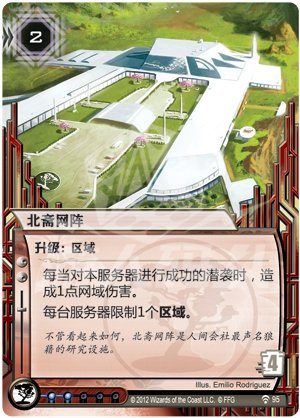 2
北斋网阵
升级：区域
每当对本服务器进行成功的潜袭时，造
成1点网域伤害。
每台服务器限制1个区域。
不管看起来如何，北斋网阵是人间会社最声名狼
藉的研究设施。
4
Illus. Emilio Rodriguez
© 2012 Wizards of the Coast LLC. © FFG
95